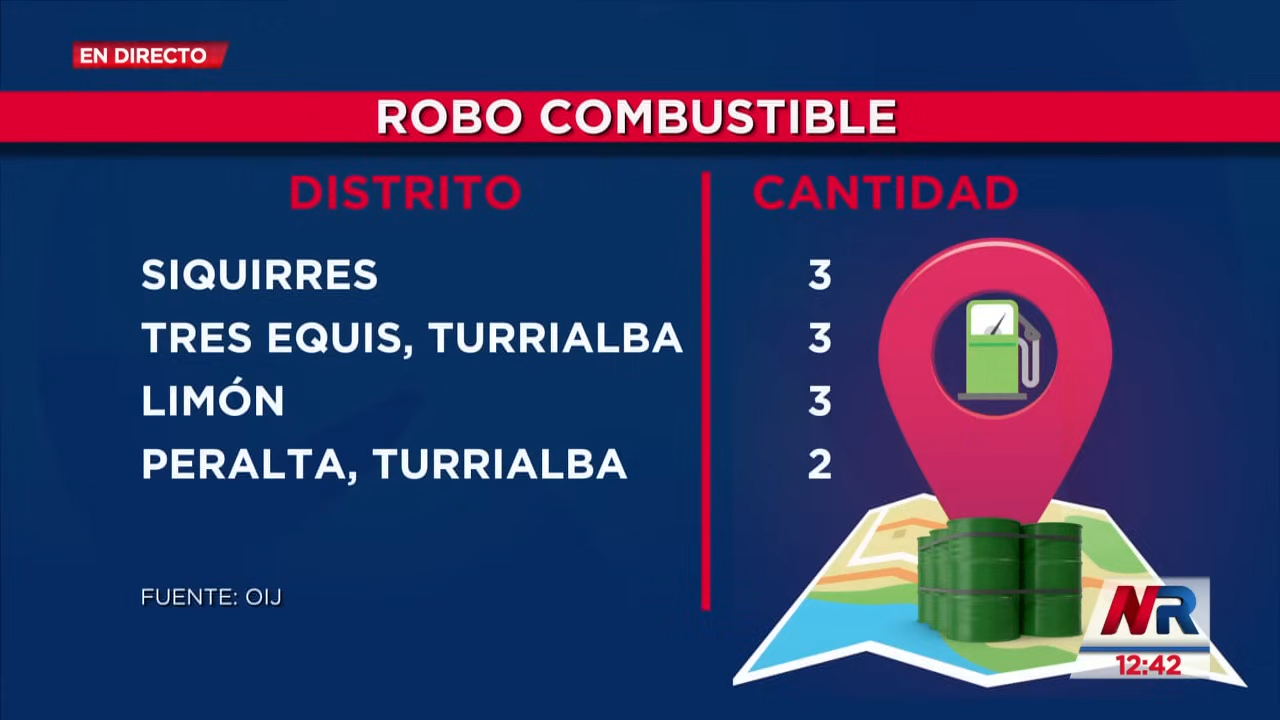 EN DIRECTO
ROBO COMBUSTIBLE
DISTRITO CANTIDAD
SIQUIRRES 3
TRES EQUIS, TURRIALBA 3
LIMÓN 3
PERALTA, TURRIALBA 2
FUENTE: OIJ
NR
12:42